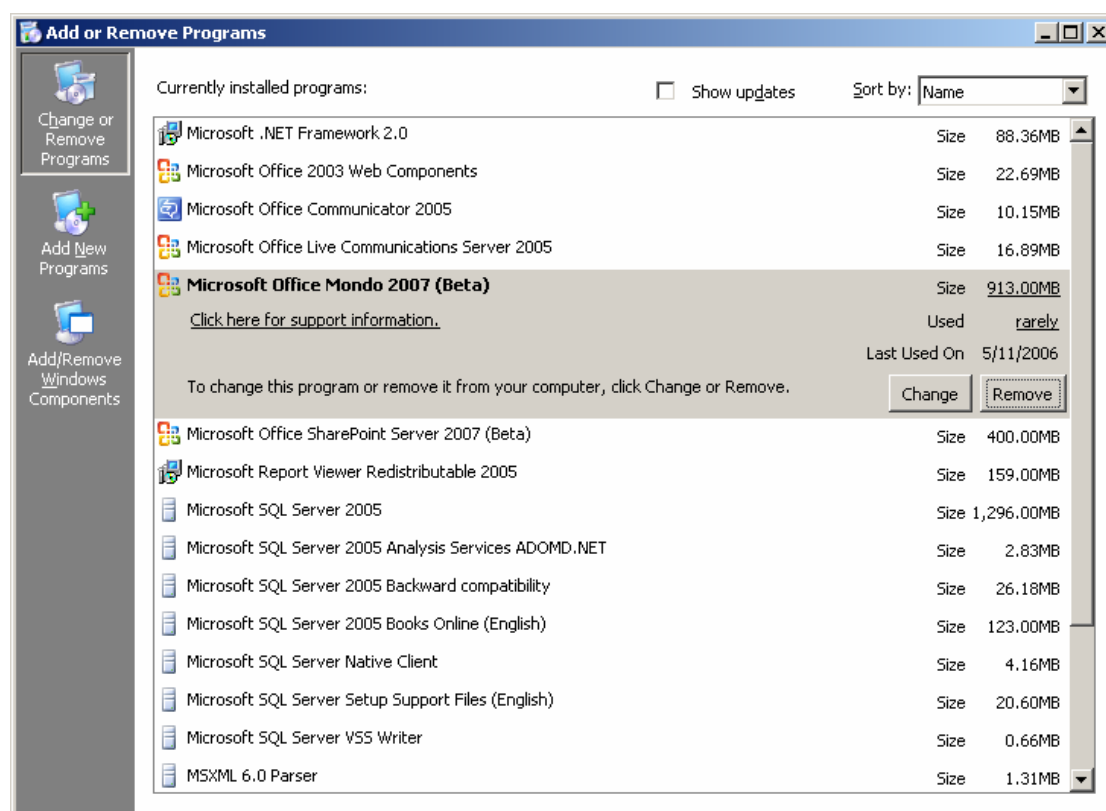 Add or Remove Programs
Change or
Remove
Programs
Add New
Programs
Add/Remove
Windows
Components
Currently installed programs:
Show updates
Sort by: Name
Microsoft .NET Framework 2.0 Size 88.36MB
Microsoft Office 2003 Web Components Size 22.69MB
Microsoft Office Communicator 2005 Size 10.15MB
Microsoft Office Live Communications Server 2005 Size 16.89MB
Microsoft Office Mondo 2007 (Beta) Size 913.00MB
Click here for support information. Used rarely
Last Used On 5/11/2006
To change this program or remove it from your computer, click Change or Remove. Change Remove
Microsoft Office SharePoint Server 2007 (Beta) Size 400.00MB
Microsoft Report Viewer Redistributable 2005 Size 159.00MB
Microsoft SQL Server 2005 Size 1,296.00MB
Microsoft SQL Server 2005 Analysis Services ADOMD.NET Size 2.83MB
Microsoft SQL Server 2005 Backward compatibility Size 26.18MB
Microsoft SQL Server 2005 Books Online (English) Size 123.00MB
Microsoft SQL Server Native Client Size 4.16MB
Microsoft SQL Server Setup Support Files (English) Size 20.60MB
Microsoft SQL Server VSS Writer Size 0.66MB
MSXML 6.0 Parser Size 1.31MB